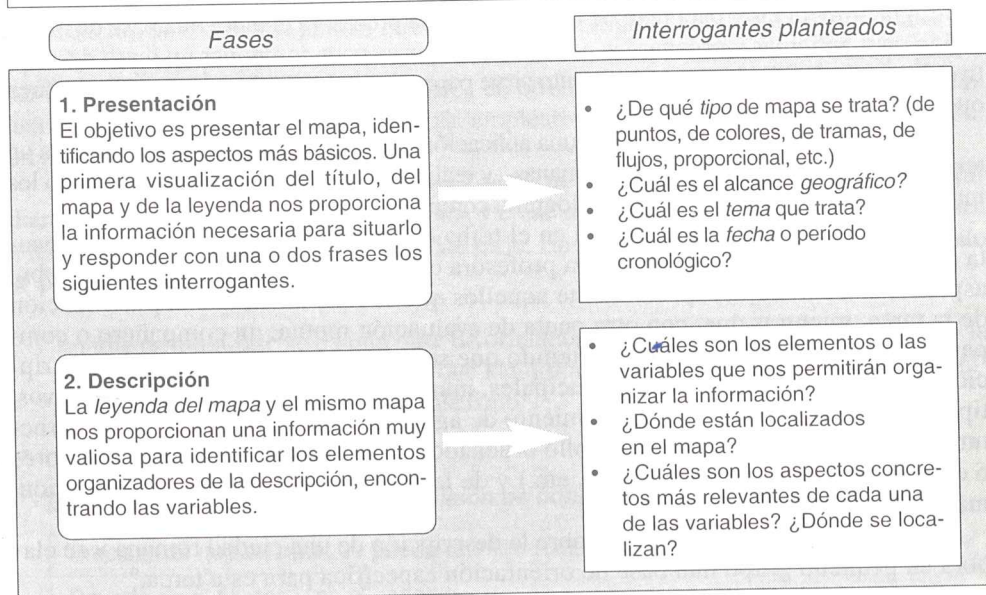 Fases
Interrogantes planteados
1. Presentación
El objetivo es presentar el mapa, iden-
tificando los aspectos más básicos. Una
primera visualización del título, del
mapa y de la leyenda nos proporciona
la información necesaria para situarlo
y responder con una o dos frases los
siguientes interrogantes.
• ¿De qué tipo de mapa se trata? (de
puntos, de colores, de tramas, de
flujos, proporcional, etc.)
• ¿Cuál es el alcance geográfico?
• ¿Cuál es el tema que trata?
• ¿Cuál es la fecha o período
cronológico?
2. Descripción
La leyenda del mapa y el mismo mapa
nos proporcionan una información muy
valiosa para identificar los elementos
organizadores de la descripción, encon-
trando las variables.
• ¿Cuáles son los elementos o las
variables que nos permitirán orga-
nizar la información?
• ¿Dónde están localizados
en el mapa?
• ¿Cuáles son los aspectos concre-
tos más relevantes de cada una
de las variables? ¿Dónde se loca-
lizan?